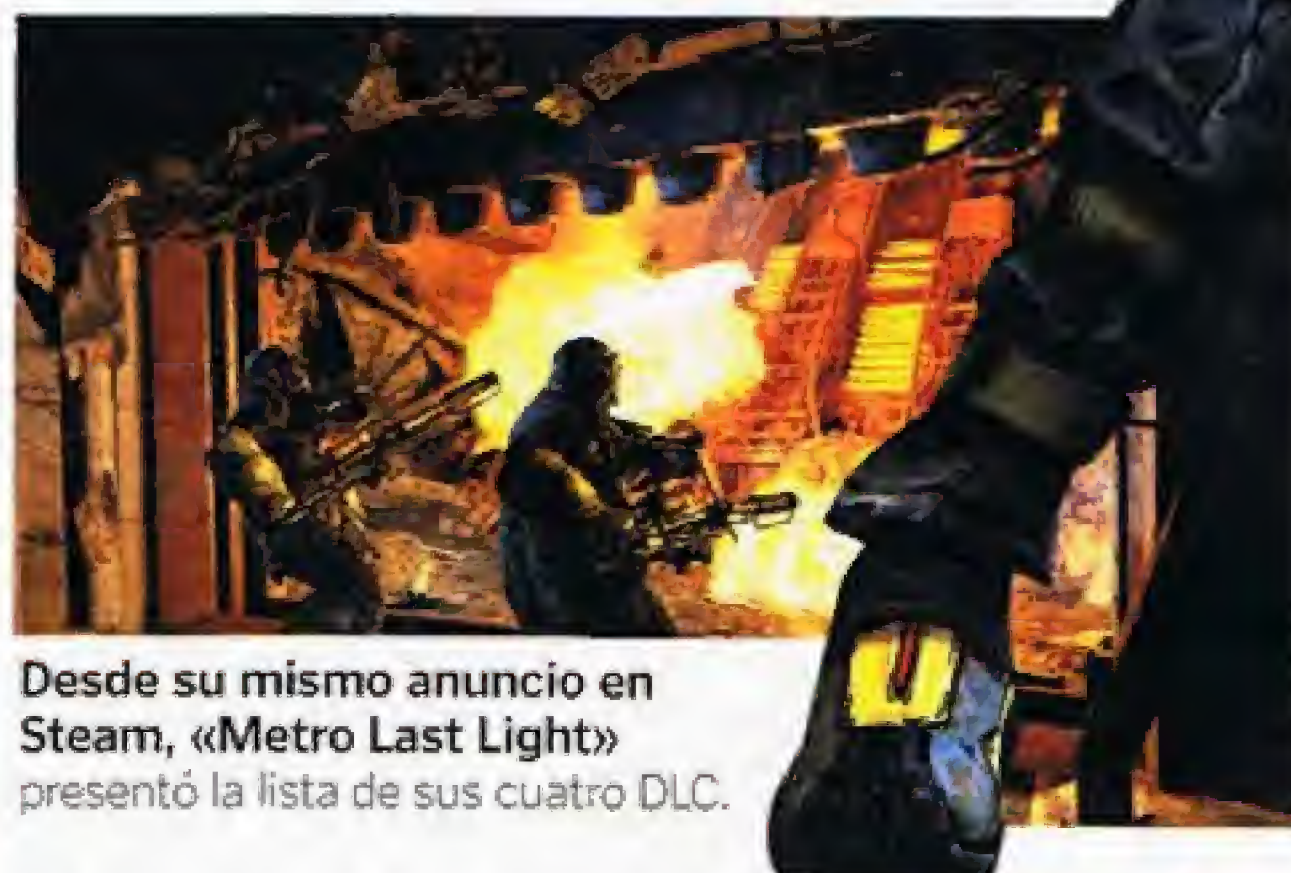 Desde su mismo anuncio en
Steam, «Metro Last Light»
presentó la lista de sus cuatro DLC.